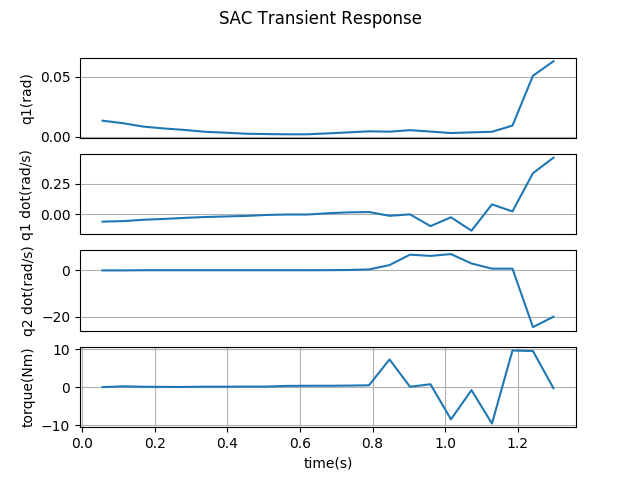 SAC Transient Response
q1(rad)
0.05
0.00
q1 dot(rad/s)
0.25
0.00
q2 dot(rad/s)
0
−20
torque(Nm)
10
0
−10
0.0 0.2 0.4 0.6 0.8 1.0 1.2
time(s)